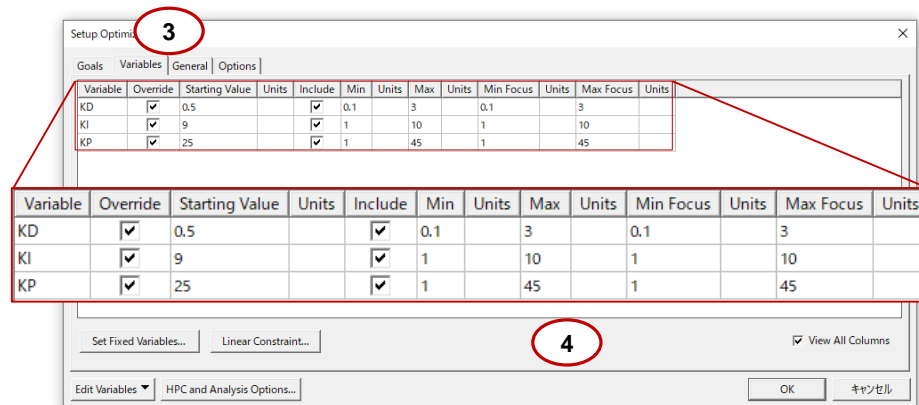 Setup Optimiz
3
Goals Variables General Options
Variable Override Starting Value Units Include Min Units Max Units Min Focus Units Max Focus Units
KD 0.5 0.1 3 0.1 3
KI 9 1 10 1 10
KP 25 1 45 1 45
Variable Override Starting Value Units Include Min Units Max Units Min Focus Units Max Focus Units
KD 0.5 0.1 3 0.1 3
KI 9 1 10 1 10
KP 25 1 45 1 45
Set Fixed Variables... Linear Constraint... 4 View All Columns
Edit Variables HPC and Analysis Options... OK キャンセル